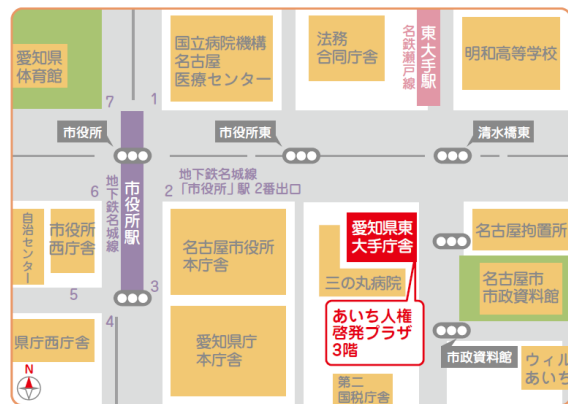 愛知県
体育館
国立病院機構
名古屋
医療センター
法務
合同庁舎
東大手駅
名鉄瀬戸線
明和高等学校
7
1
市役所
市役所東
清水橋東
地下鉄名城線
「市役所」駅 2番出口
6
2
地下鉄名城線
市役所駅
自治センター
市役所
西庁舎
名古屋市役所
本庁舎
愛知県東
大手庁舎
三の丸病院
名古屋拘置所
名古屋市
市政資料館
5
3
4
あいち人権
啓発プラザ
3階
県庁西庁舎
愛知県庁
本庁舎
市政資料館
ウィル
あいち
第二
国税庁舎
N